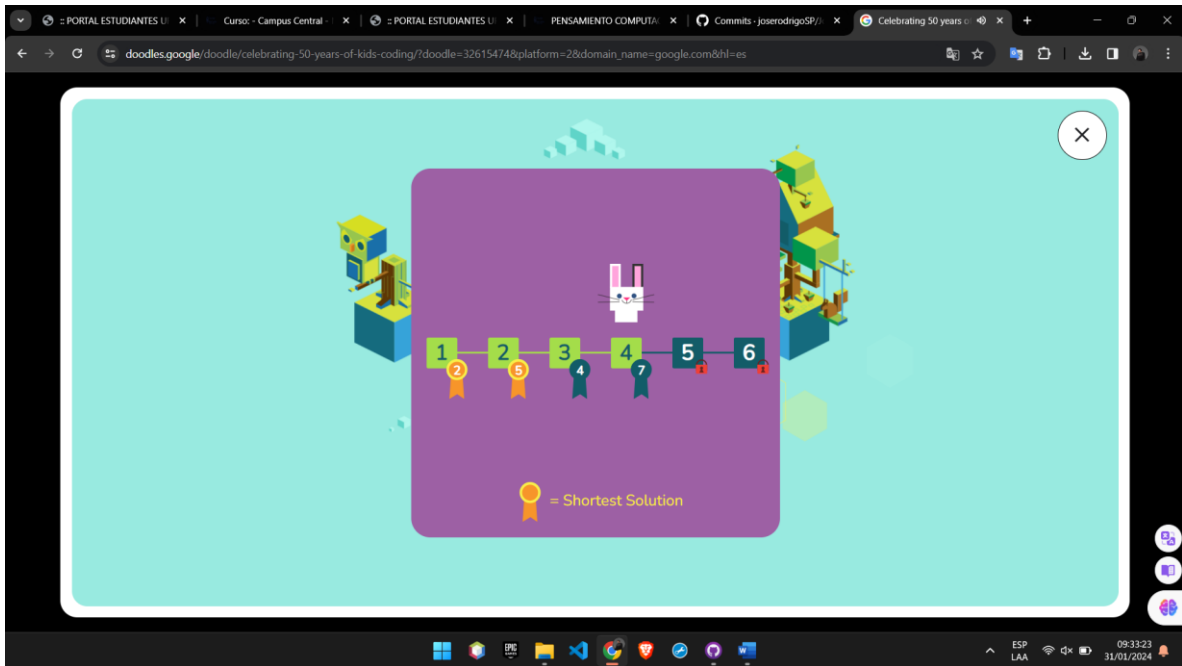 :: PORTAL ESTUDIANTES U
Curso: - Campus Central -
:: PORTAL ESTUDIANTES U
PENSAMIENTO COMPUTA
Commits · joserodrigoSP/
Celebrating 50 years o
doodles.google/doodle/celebrating-50-years-of-kids-coding/?doodle=32615474&platform=2&domain_name=google.com&hl=es
1 2 3 4 5 6
2 5 4 7
= Shortest Solution
EPIC
GAMES
W
ESP
LAA
09:33:23
31/01/2024